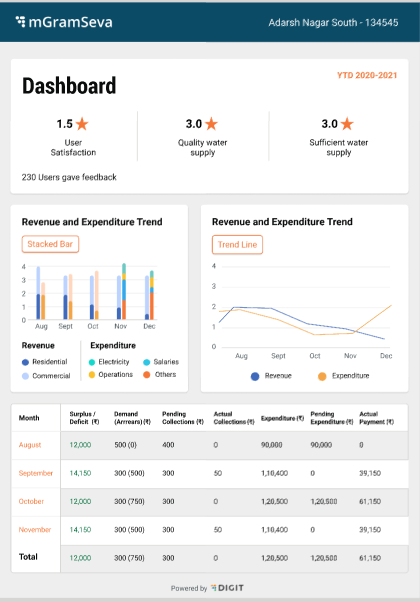 mGramSeva
Adarsh Nagar South - 134545
Dashboard
YTD 2020-2021
1.5
3.0
3.0
User
Satisfaction
Quality water
supply
Sufficient water
supply
230 Users gave feedback
Revenue and Expenditure Trend
Stacked Bar
4
3
2
1
0
Aug Sept Oct Nov Dec
Revenue
Residential
Commercial
Expenditure
Electricity
Salaries
Operations
Others
Revenue and Expenditure Trend
Trend Line
4
3
2
1
0
Aug Sept Oct Nov Dec
Revenue Expenditure
Month Surplus / Deficit (₹) Demand (Arrears) (₹) Pending Collections (₹) Actual Collections (₹) Expenditure (₹) Pending Expenditure (₹) Actual Payment (₹)
August 12,000 500 (0) 400 0 90,000 90,000 0
September 14,150 300 (500) 300 50 1,10,400 0 39,150
October 12,000 300 (750) 300 0 1,20,500 1,20,500 61,150
November 14,150 300 (500) 300 50 1,10,400 0 39,150
Total 12,000 300 (750) 300 0 1,20,500 1,20,500 61,150
Powered by DIGIT